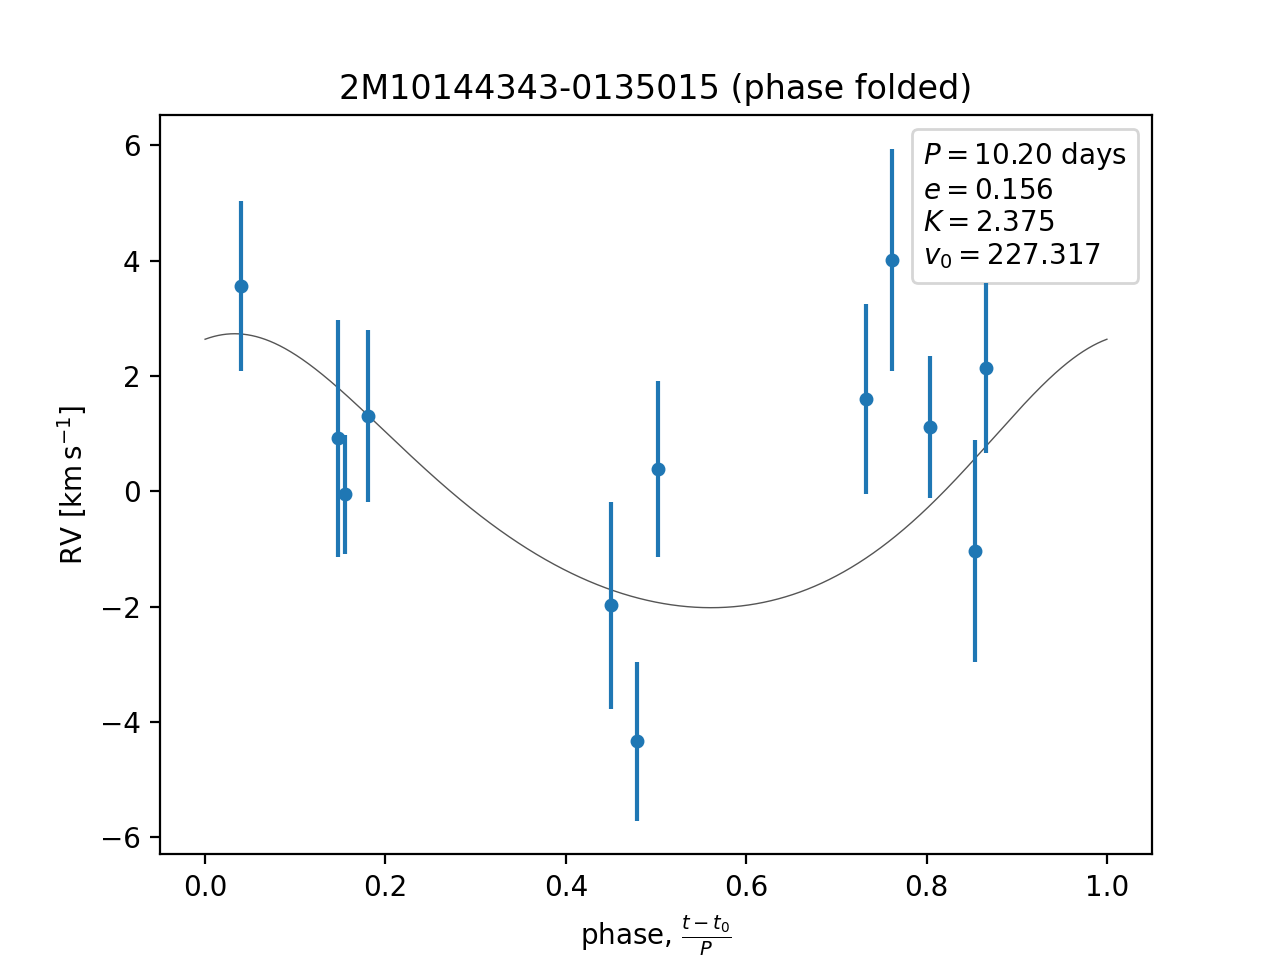 2M10144343-0135015 (phase folded)
P = 10.20 days
e = 0.156
K = 2.375
v₀ = 227.317
RV [km s⁻¹]
6
4
2
0
−2
−4
−6
0.0 0.2 0.4 0.6 0.8 1.0
phase, (t − t₀)/P